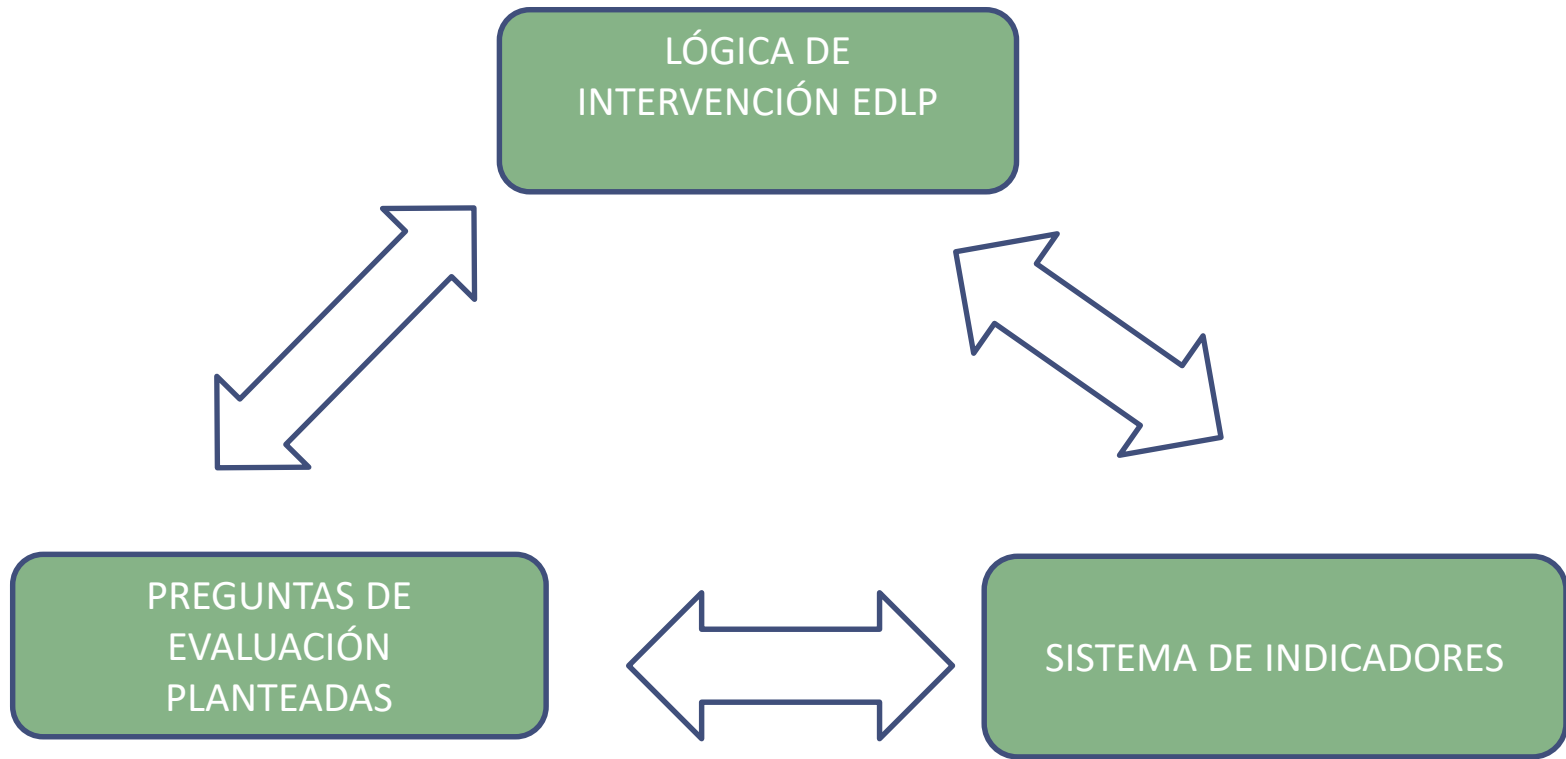 LÓGICA DE
INTERVENCIÓN EDLP
PREGUNTAS DE
EVALUACIÓN
PLANTEADAS
SISTEMA DE INDICADORES